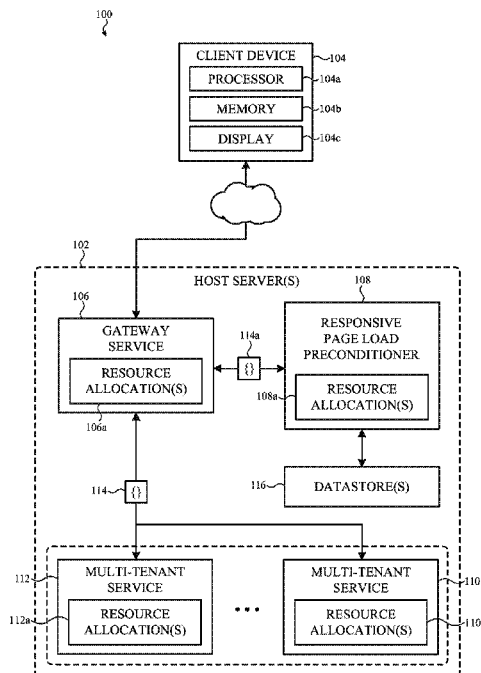 100
CLIENT DEVICE
104
PROCESSOR
104a
MEMORY
104b
DISPLAY
104c
102
HOST SERVER(S)
106
GATEWAY
SERVICE
RESOURCE
ALLOCATION(S)
106a
114a
{}
108
RESPONSIVE
PAGE LOAD
PRECONDITIONER
108a
RESOURCE
ALLOCATION(S)
114
{}
116
DATASTORE(S)
112
MULTI-TENANT
SERVICE
112a
RESOURCE
ALLOCATION(S)
MULTI-TENANT
SERVICE
110
RESOURCE
ALLOCATION(S)
110